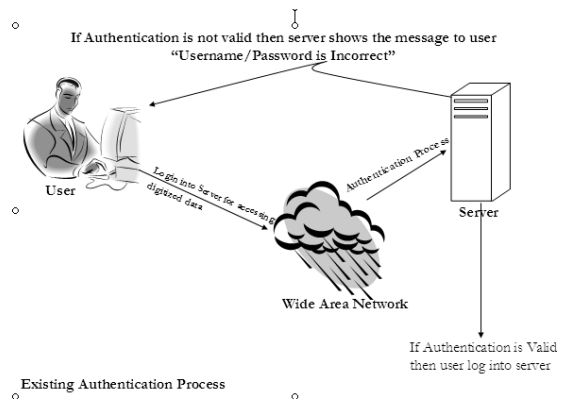 If Authentication is not valid then server shows the message to user
“Username/Password is Incorrect”
User
Login into Server for accessing
digitized data
Authentication Process
Server
Wide Area Network
If Authentication is Valid
then user log into server
Existing Authentication Process